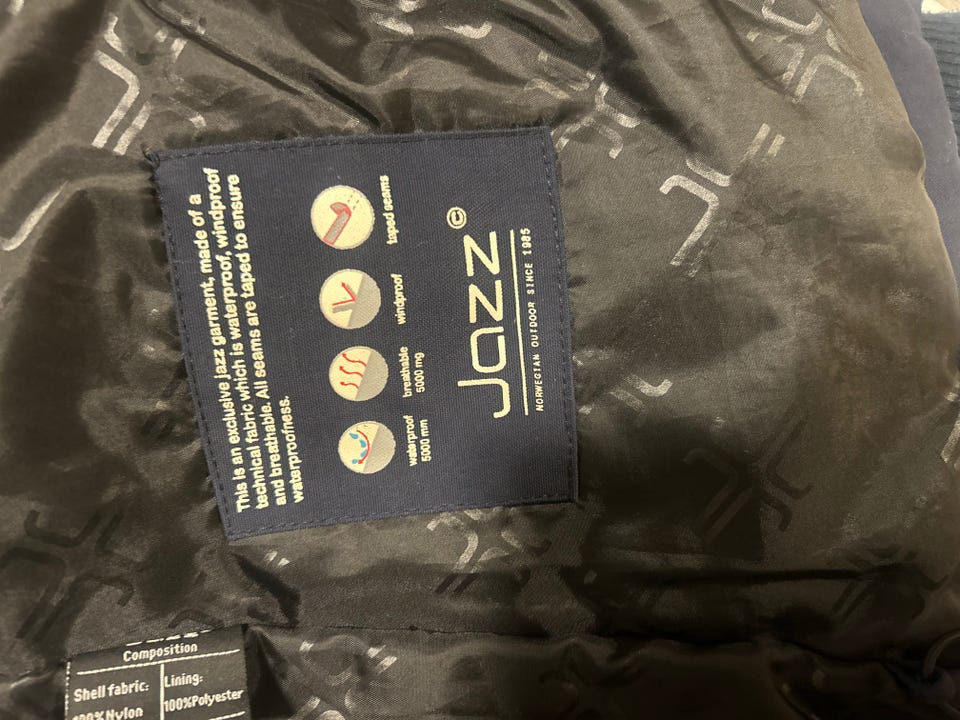 This is an exclusive jazz garment, made of a
technical fabric which is waterproof, windproof
and breathable. All seams are taped to ensure
waterproofness.
waterproof
5000 mm
breathable
5000 mg
windproof
taped seams
Jazz©
NORWEGIAN OUTDOOR SINCE 1985
Composition
Shell fabric:
100%Nylon
Lining:
100%Polyester